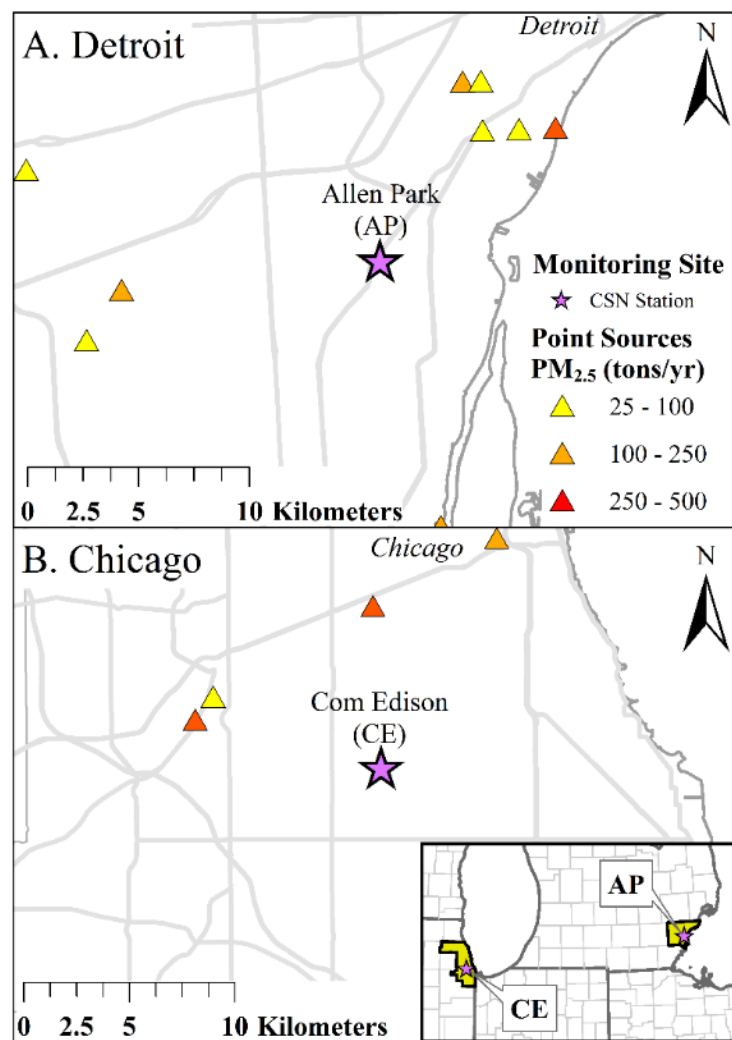 A. Detroit
Detroit
N
Allen Park
(AP)
Monitoring Site
CSN Station
Point Sources
PM2.5 (tons/yr)
25 - 100
100 - 250
250 - 500
0 2.5 5 10 Kilometers
B. Chicago
Chicago
N
Com Edison
(CE)
AP
CE
0 2.5 5 10 Kilometers